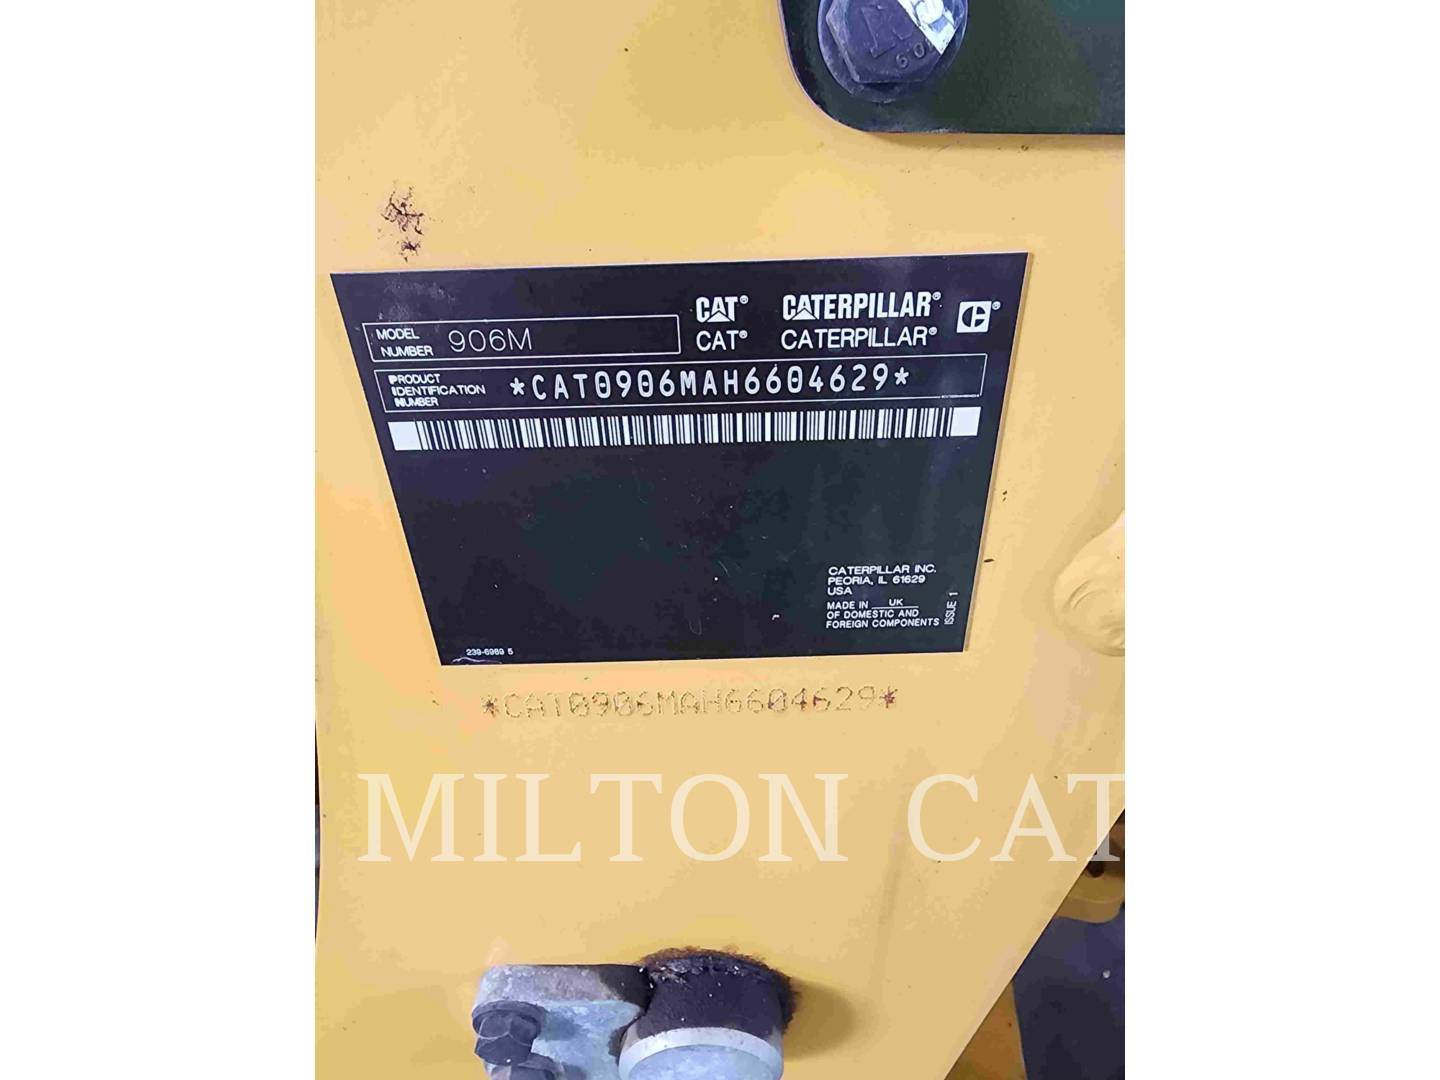 CAT® CATERPILLAR®
CAT® CATERPILLAR®
MODEL NUMBER 906M
PRODUCT IDENTIFICATION NUMBER *CAT0906MAH6604629*
CATERPILLAR INC.
PEORIA, IL 61629
USA
MADE IN UK
OF DOMESTIC AND
FOREIGN COMPONENTS
ISSUE 1
239-6989 5
*CAT0906MAH6604629*
MILTON CAT